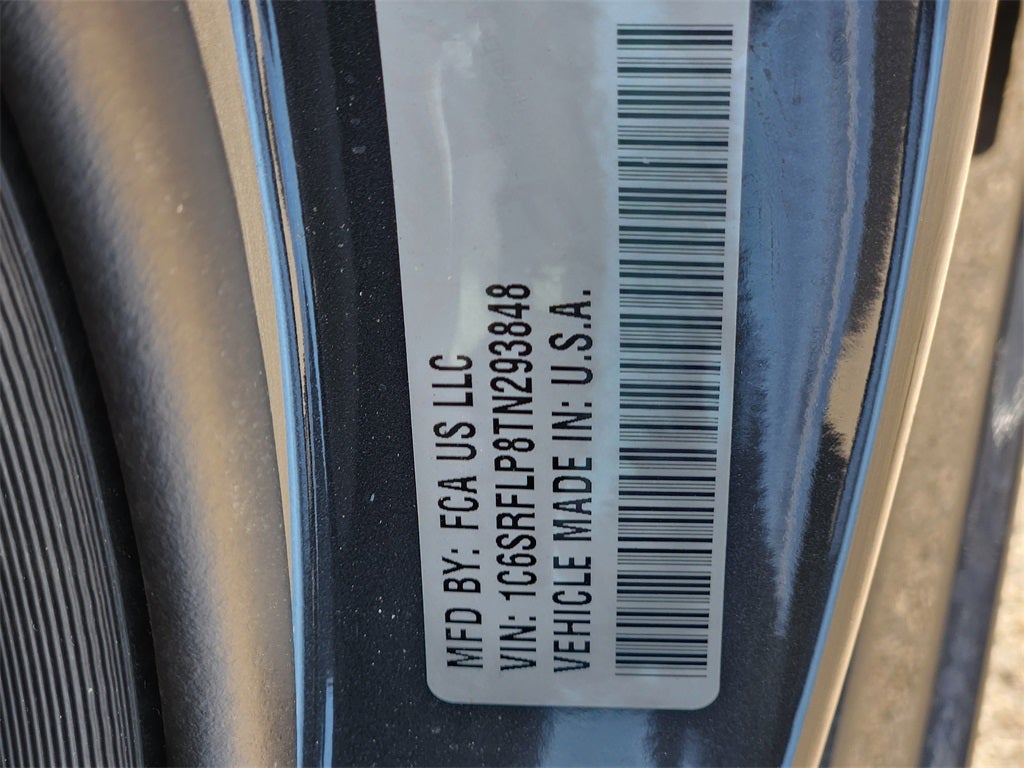 MFD BY: FCA US LLC
VIN: 1C6SRFLP8TN293848
VEHICLE MADE IN: U.S.A.